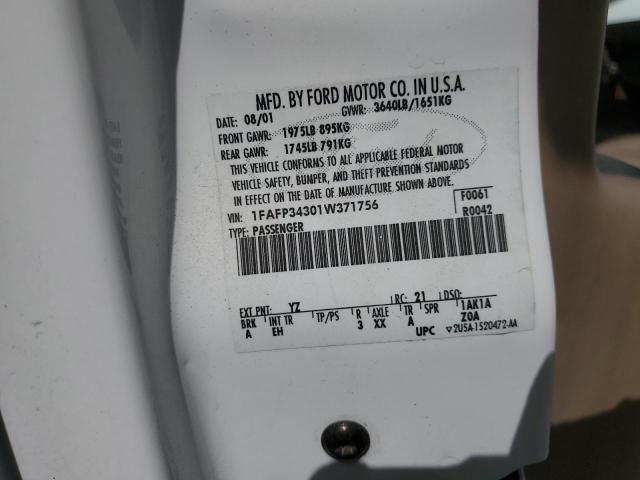 MFD. BY FORD MOTOR CO. IN U.S.A.
DATE: 08/01 GVWR: 3640LB/1651KG
FRONT GAWR: 1975LB 895KG
REAR GAWR: 1745LB 791KG
THIS VEHICLE CONFORMS TO ALL APPLICABLE FEDERAL MOTOR
VEHICLE SAFETY, BUMPER, AND THEFT PREVENTION STANDARDS
IN EFFECT ON THE DATE OF MANUFACTURE SHOWN ABOVE.
VIN: 1FAFP34301W371756 F0061
TYPE: PASSENGER R0042
EXT PNT: YZ RC: 21 DSO:
BRK INT TR TP/PS R AXLE TR SPR 1AK1A
A EH 3 XX A Z0A
UPC 2U5A-1520472-AA